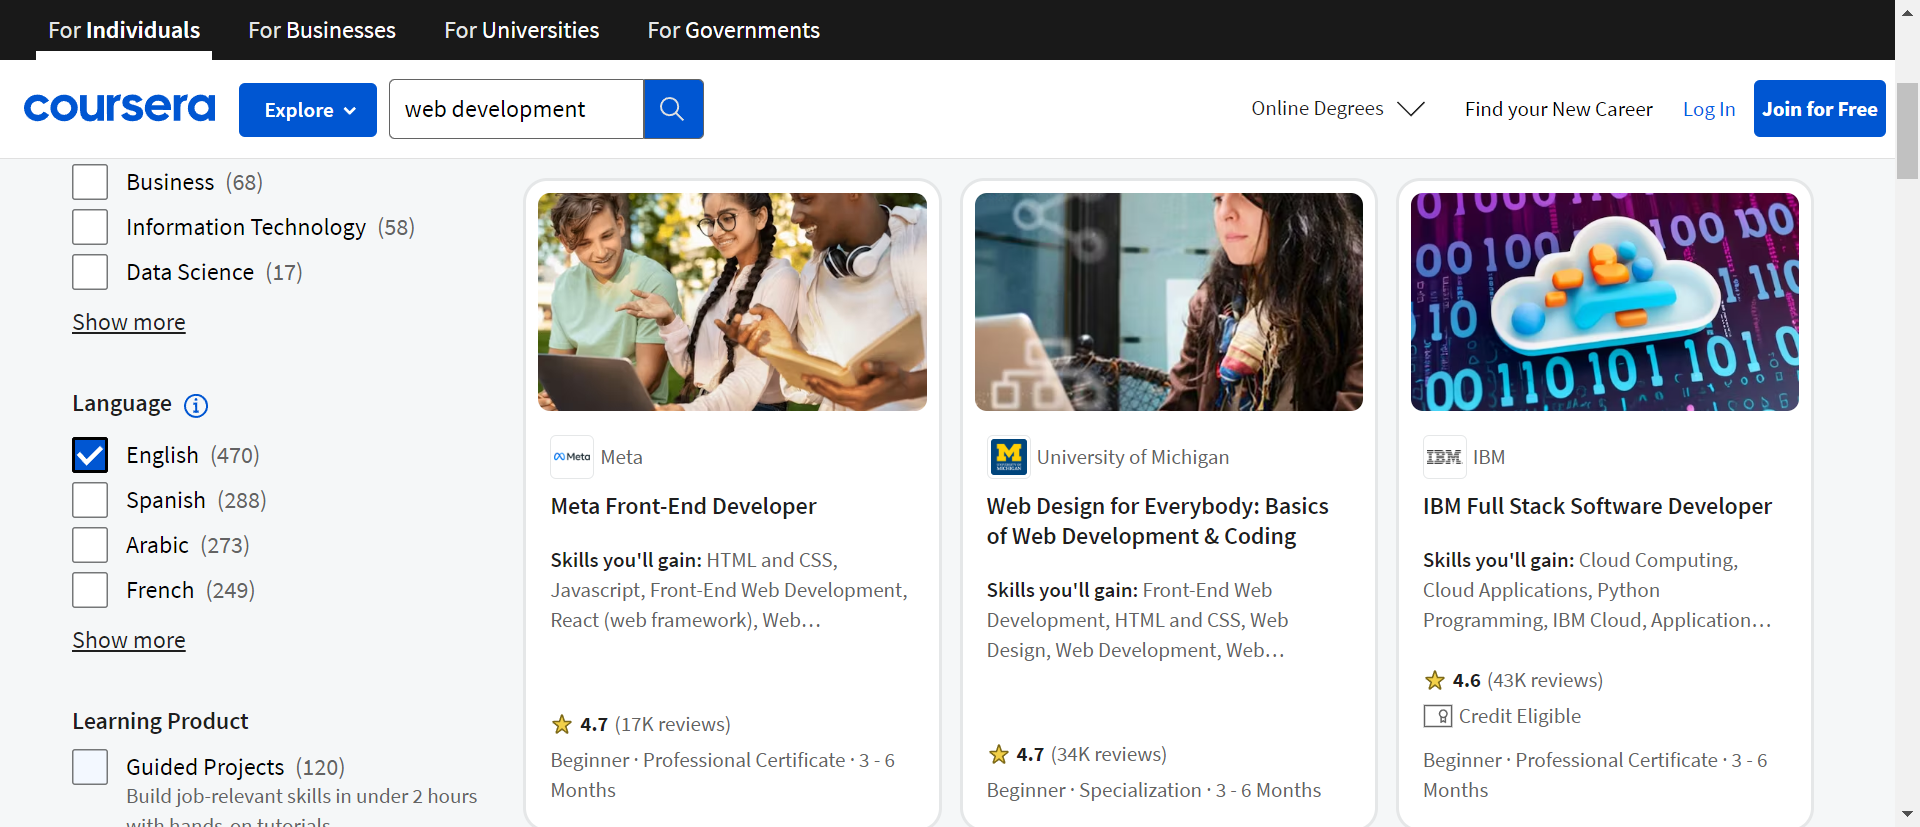 For Individuals For Businesses For Universities For Governments
coursera Explore web development Online Degrees Find your New Career Log In Join for Free
Business (68)
Information Technology (58)
Data Science (17)
Show more
Language
English (470)
Spanish (288)
Arabic (273)
French (249)
Show more
Learning Product
Guided Projects (120)
Build job-relevant skills in under 2 hours
with hands-on tutorials
Meta Meta
Meta Front-End Developer
Skills you'll gain: HTML and CSS,
Javascript, Front-End Web Development,
React (web framework), Web...
4.7 (17K reviews)
Beginner · Professional Certificate · 3 - 6
Months
M University of Michigan
Web Design for Everybody: Basics
of Web Development & Coding
Skills you'll gain: Front-End Web
Development, HTML and CSS, Web
Design, Web Development, Web...
4.7 (34K reviews)
Beginner · Specialization · 3 - 6 Months
IBM IBM
IBM Full Stack Software Developer
Skills you'll gain: Cloud Computing,
Cloud Applications, Python
Programming, IBM Cloud, Application...
4.6 (43K reviews)
Credit Eligible
Beginner · Professional Certificate · 3 - 6
Months